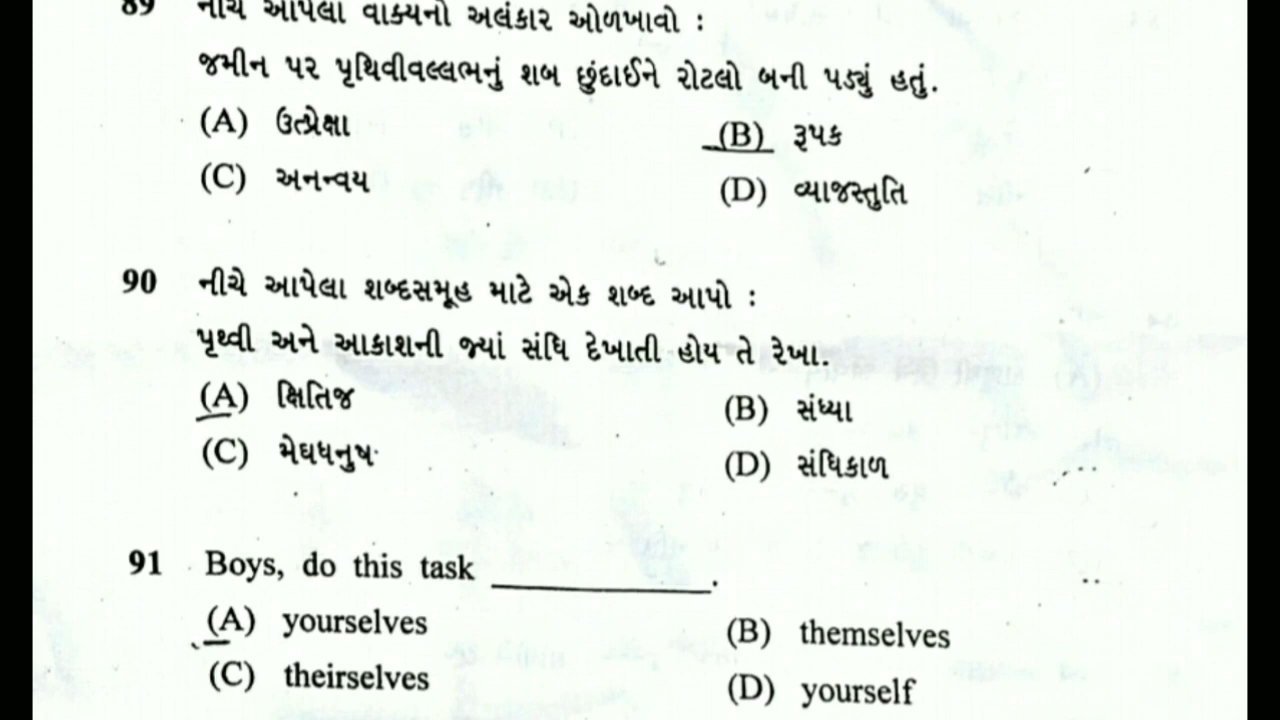 89 નીચે આપેલા વાક્યનો અલંકાર ઓળખાવો :
જમીન પર પૃથિવીવલ્લભનું શબ છુંદાઈને રોટલો બની પડ્યું હતું.
(A) ઉત્પ્રેક્ષા (B) રૂપક
(C) અનન્વય (D) વ્યાજસ્તુતિ
90 નીચે આપેલા શબ્દસમૂહ માટે એક શબ્દ આપો :
પૃથ્વી અને આકાશની જ્યાં સંધિ દેખાતી હોય તે રેખા.
(A) ક્ષિતિજ (B) સંધ્યા
(C) મેઘધનુષ (D) સંધિકાળ
91 Boys, do this task ____________.
(A) yourselves (B) themselves
(C) theirselves (D) yourself